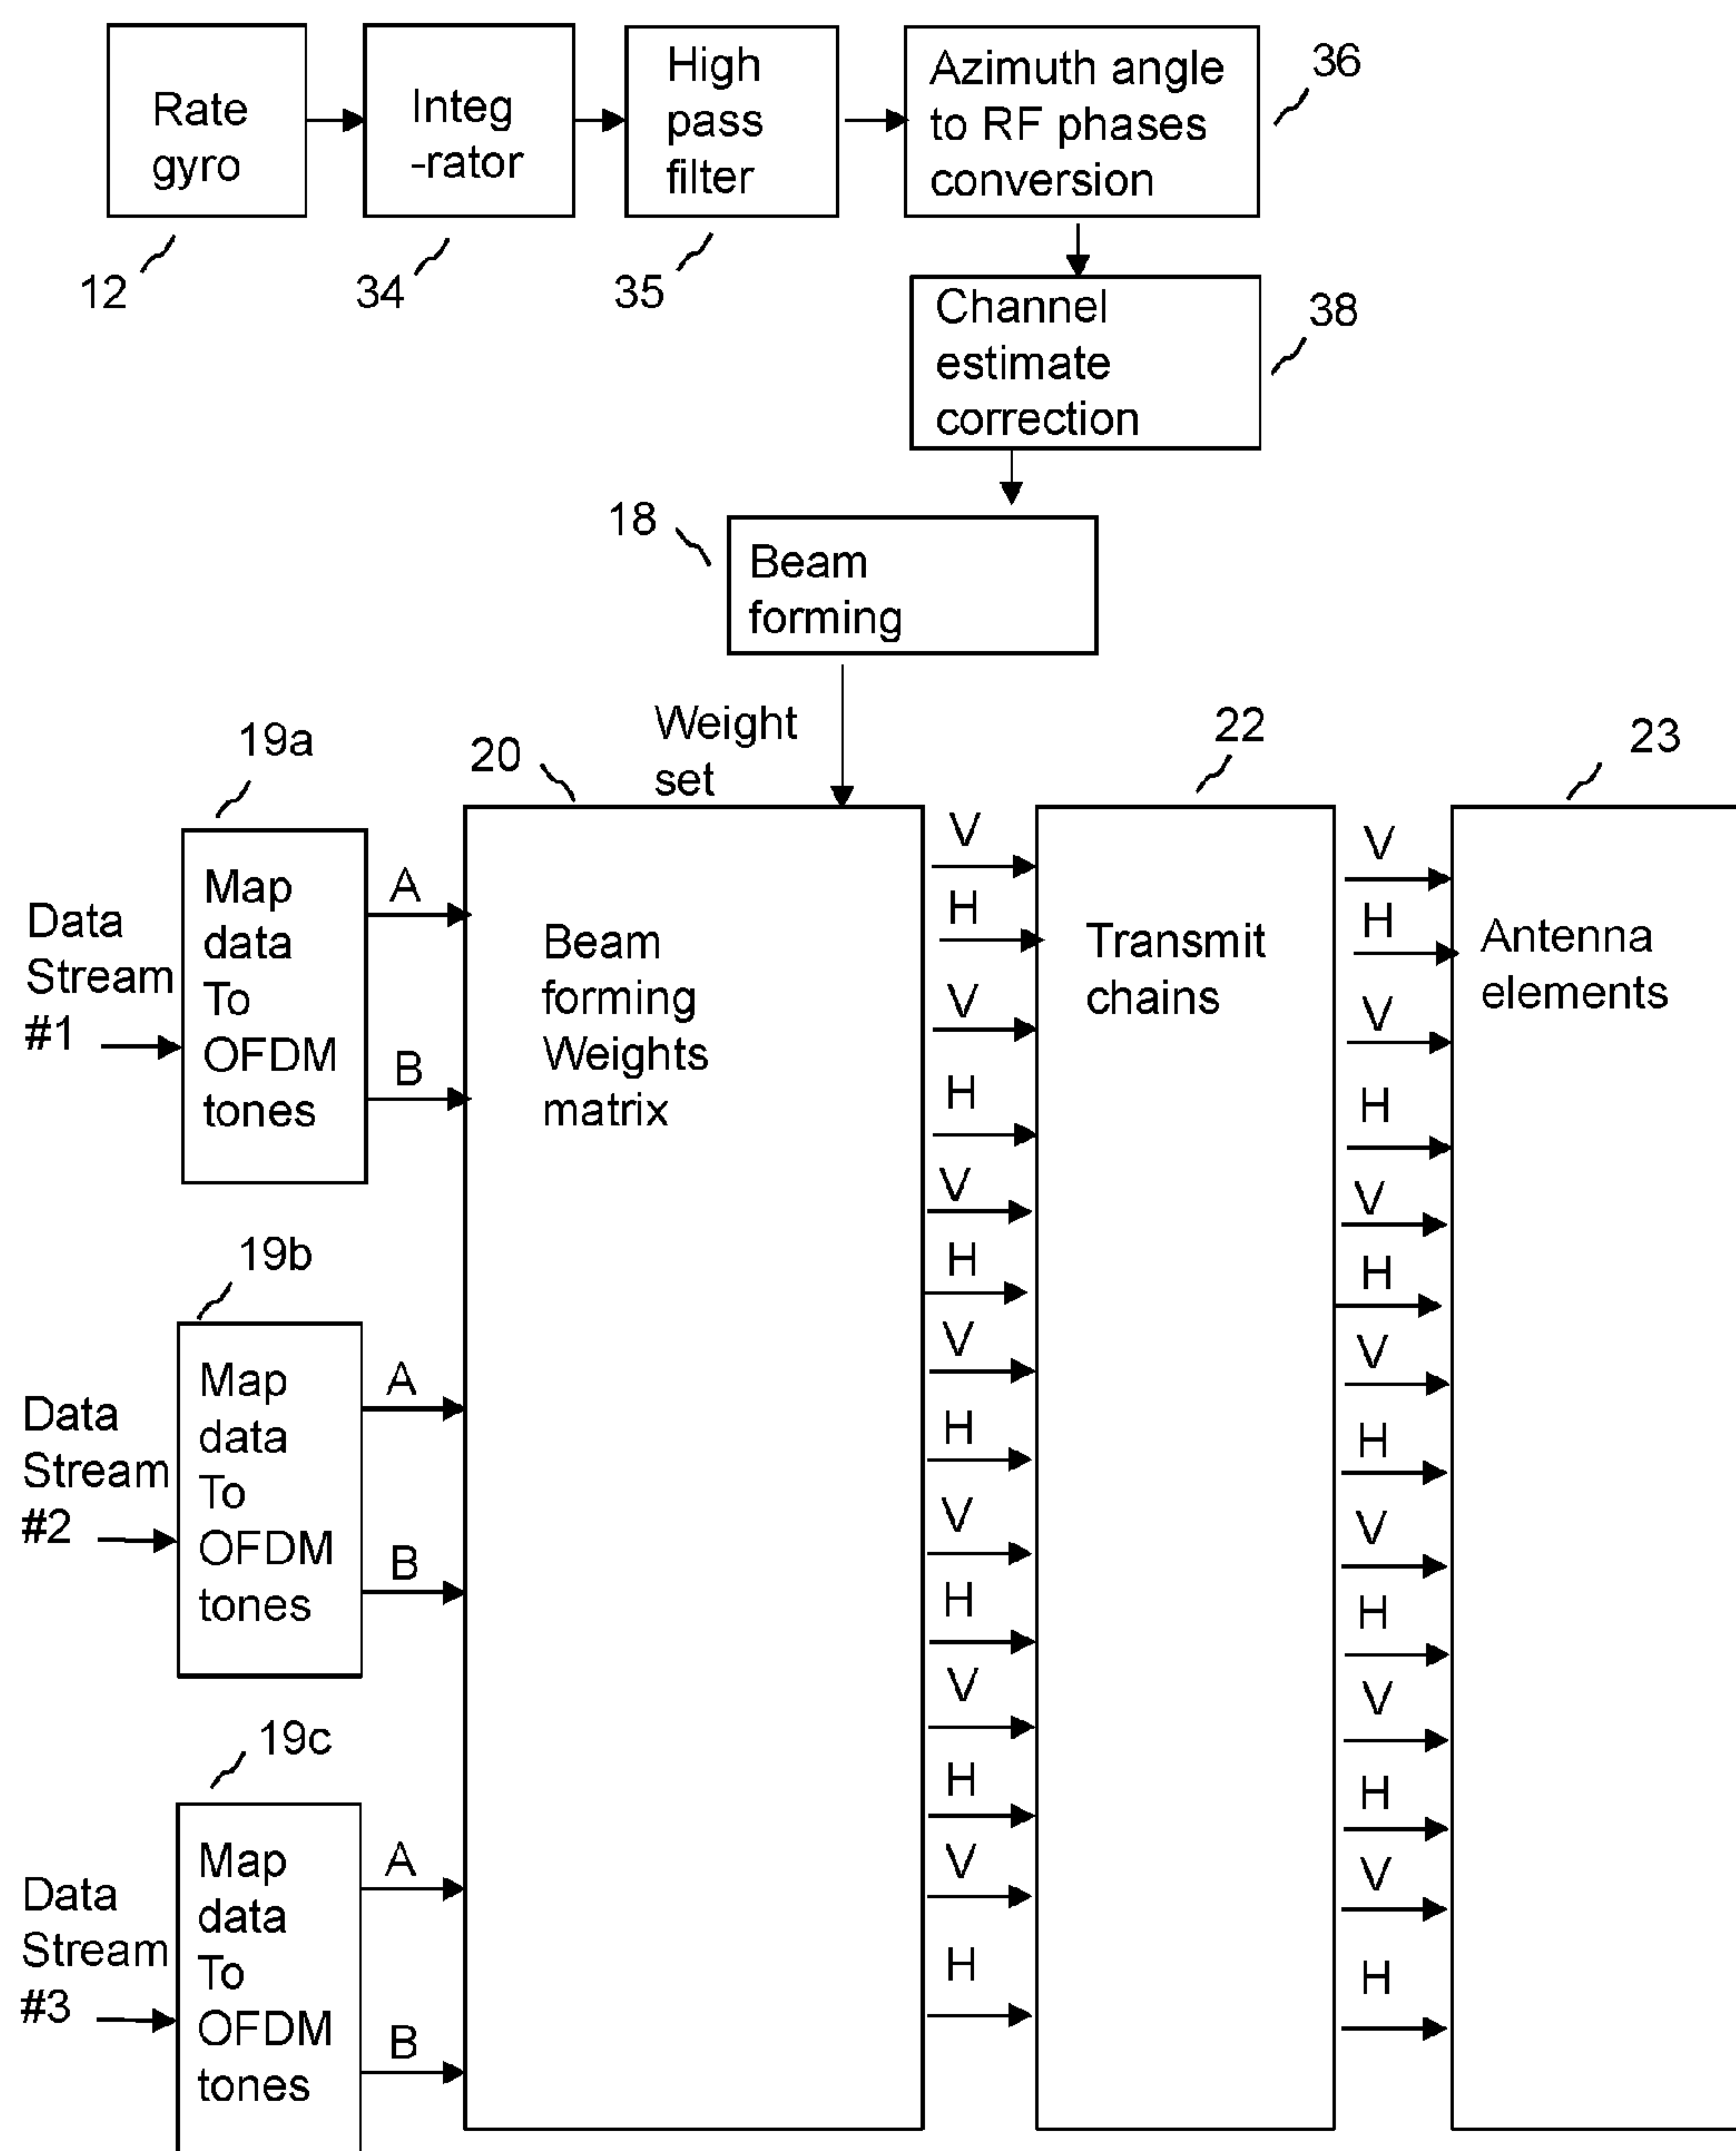 Rate
gyro
Integ
-rator
High
pass
filter
Azimuth angle
to RF phases
conversion
36
12
34
35
Channel
estimate
correction
38
18
Beam
forming
Weight
set
19a
20
22
23
Data
Stream
#1
Map
data
To
OFDM
tones
A
B
Beam
forming
Weights
matrix
V
H
V
H
V
H
V
H
V
H
V
H
V
H
Transmit
chains
V
H
V
H
V
H
V
H
V
H
V
H
V
H
Antenna
elements
19b
Data
Stream
#2
Map
data
To
OFDM
tones
A
B
19c
Data
Stream
#3
Map
data
To
OFDM
tones
A
B